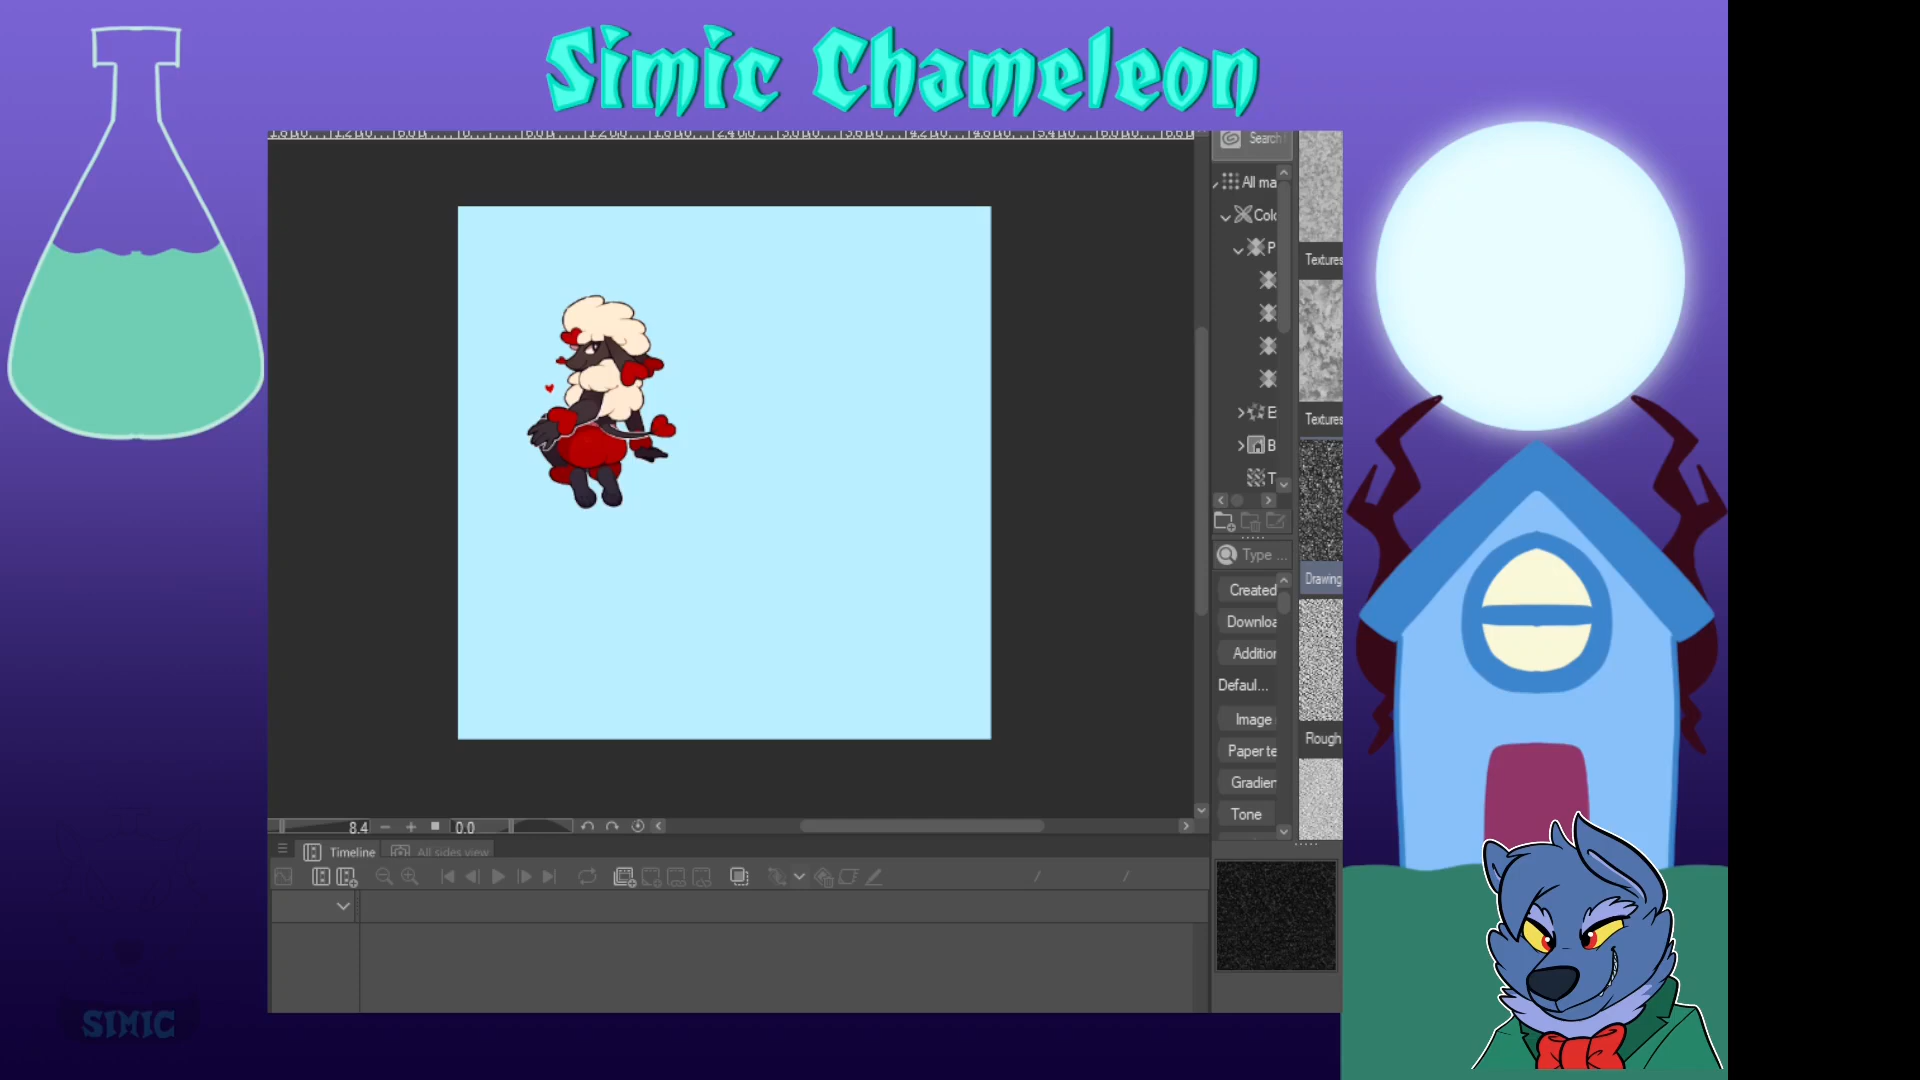 Simic Chameleon
Search
All ma
Colo
P
E
B
T
Textures
Textures
Drawing
Rough
Type ...
Created
Downloa
Addition
Defaul...
Image
Paper te
Gradien
Tone
8.4
0.0
Timeline
All sides view
SIMIC